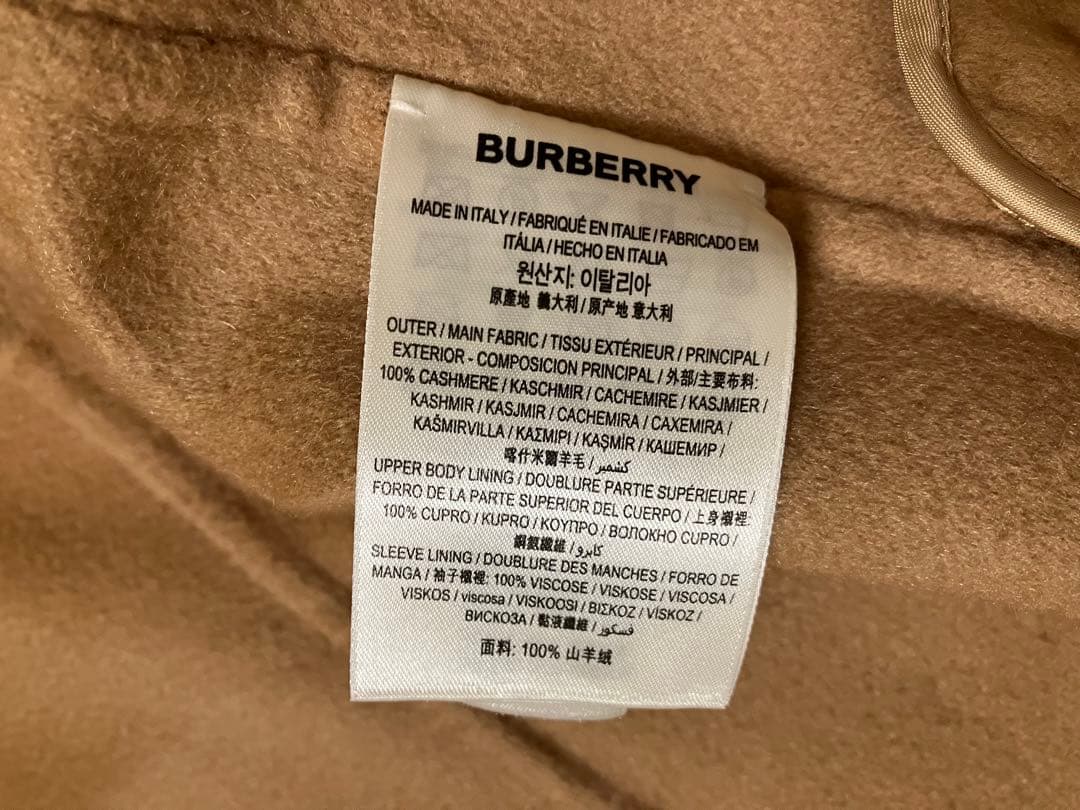 BURBERRY
MADE IN ITALY / FABRIQUÉ EN ITALIE / FABRICADO EM
ITÁLIA / HECHO EN ITALIA
원산지: 이탈리아
原產地 義大利 / 原产地 意大利
OUTER / MAIN FABRIC / TISSU EXTÉRIEUR / PRINCIPAL /
EXTERIOR - COMPOSICION PRINCIPAL / 外部/主要布料:
100% CASHMERE / KASCHMIR / CACHEMIRE / KASJMIER /
KASHMIR / KASJMIR / CACHEMIRA / CAXEMIRA /
KAŠMIRVILLA / ΚΑΣΜΙΡΙ / KAŞMİR / КАШЕМИР /
喀什米爾羊毛 / كشمير
UPPER BODY LINING / DOUBLURE PARTIE SUPÉRIEURE /
FORRO DE LA PARTE SUPERIOR DEL CUERPO / 上身襯裡:
100% CUPRO / KUPRO / ΚΟΥΠΡΟ / ВОЛОКНО CUPRO /
銅氨纖維 / كابرو
SLEEVE LINING / DOUBLURE DES MANCHES / FORRO DE
MANGA / 袖子襯裡: 100% VISCOSE / VISKOSE / VISCOSA /
VISKOS / viscosa / VISKOOSI / ΒΙΣΚΟΖ / VİSKOZ /
ВИСКОЗА / 黏液纖維 / فسكوز
面料: 100% 山羊绒